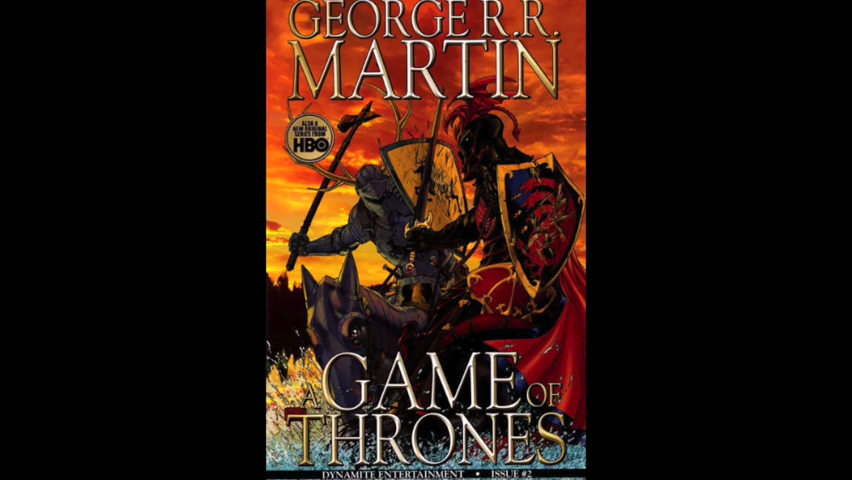 GEORGE R.R.
MARTIN
ALSO A
NEW ORIGINAL
SERIES FROM
HBO
A GAME OF
THRONES
DYNAMITE ENTERTAINMENT • ISSUE #2